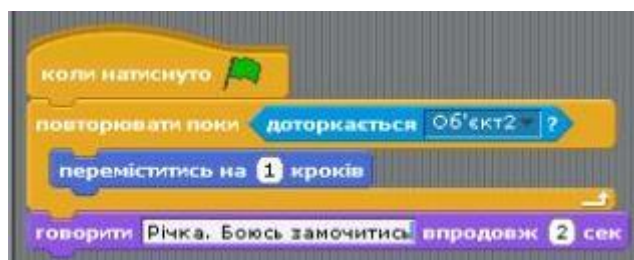 коли натиснуто
повторювати поки доторкається Об'єкт2 ?
переміститись на 1 кроків
говорити Річка. Боюсь замочитись впродовж 2 сек